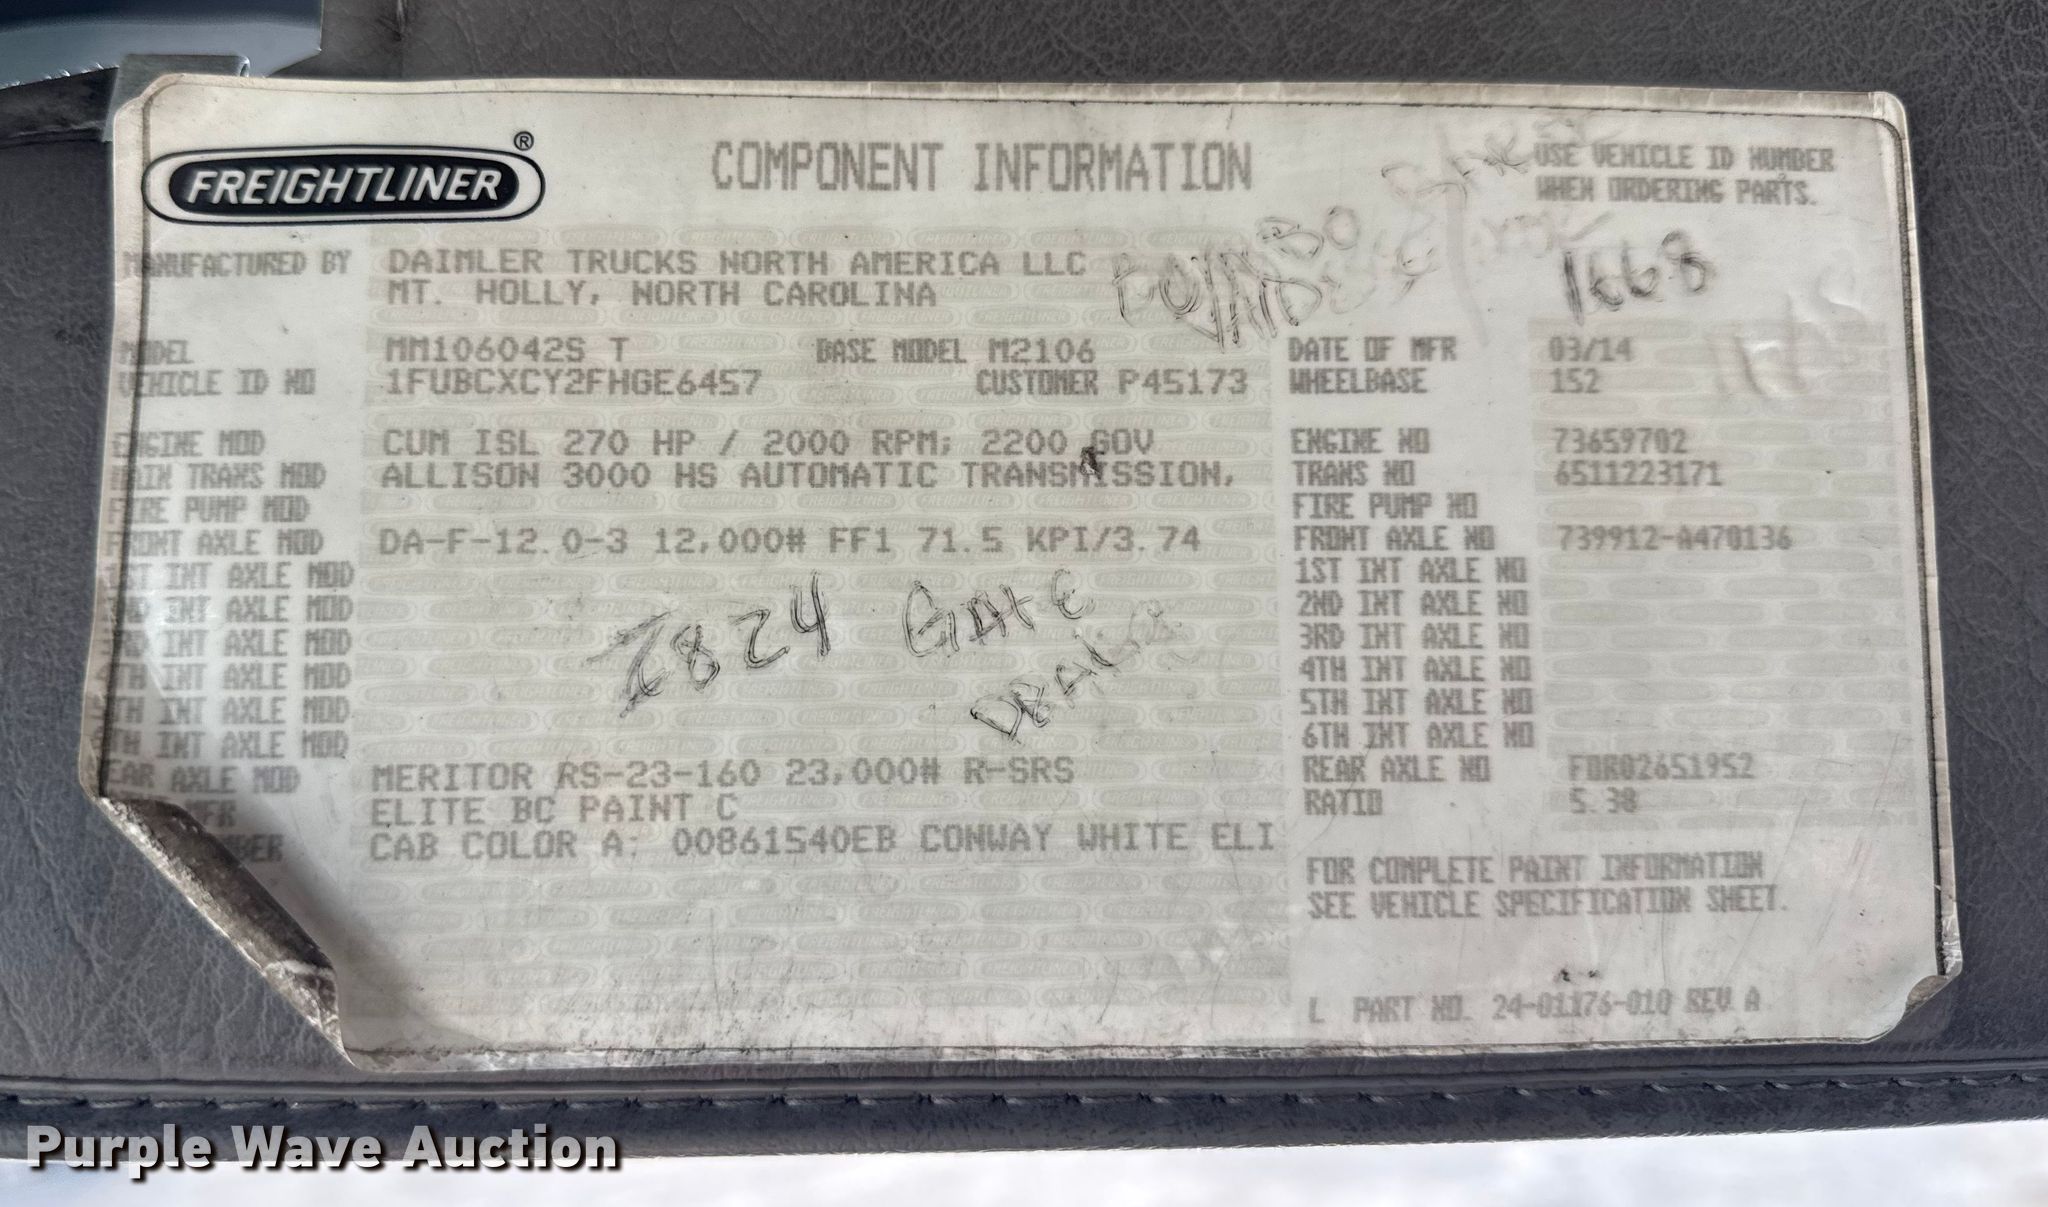 FREIGHTLINER®
COMPONENT INFORMATION
USE VEHICLE ID NUMBER
WHEN ORDERING PARTS.
1668
MANUFACTURED BY DAIMLER TRUCKS NORTH AMERICA LLC
MT. HOLLY, NORTH CAROLINA
MODEL MM106042S T BASE MODEL M2106 DATE OF MFR 03/14
VEHICLE ID NO 1FUBCXCY2FHGE6457 CUSTOMER P45173 WHEELBASE 152
ENGINE MOD CUM ISL 270 HP / 2000 RPM; 2200 GOV ENGINE NO 73659702
MAIN TRANS MOD ALLISON 3000 HS AUTOMATIC TRANSMISSION, TRANS NO 6511223171
FIRE PUMP MOD FIRE PUMP NO
FRONT AXLE MOD DA-F-12.0-3 12,000# FF1 71.5 KPI/3.74 FRONT AXLE NO 739912-A470136
1ST INT AXLE MOD 1ST INT AXLE NO
2ND INT AXLE MOD 2ND INT AXLE NO
3RD INT AXLE MOD 3RD INT AXLE NO
4TH INT AXLE MOD 4TH INT AXLE NO
5TH INT AXLE MOD 5TH INT AXLE NO
6TH INT AXLE MOD 6TH INT AXLE NO
2824 GATE
REAR AXLE MOD MERITOR RS-23-160 23,000# R-SRS REAR AXLE NO FOR02651952
MFR ELITE BC PAINT C RATIO 5.38
BER CAB COLOR A: 00861540EB CONWAY WHITE ELI
FOR COMPLETE PAINT INFORMATION
SEE VEHICLE SPECIFICATION SHEET.
L PART NO. 24-01176-010 REV A
Purple Wave Auction